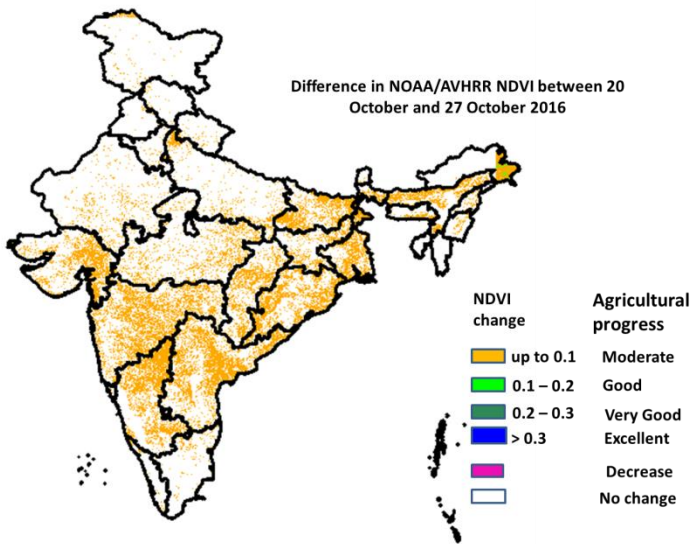 Difference in NOAA/AVHRR NDVI between 20
October and 27 October 2016
NDVI
change
Agricultural
progress
up to 0.1 Moderate
0.1 – 0.2 Good
0.2 – 0.3 Very Good
> 0.3 Excellent
Decrease
No change